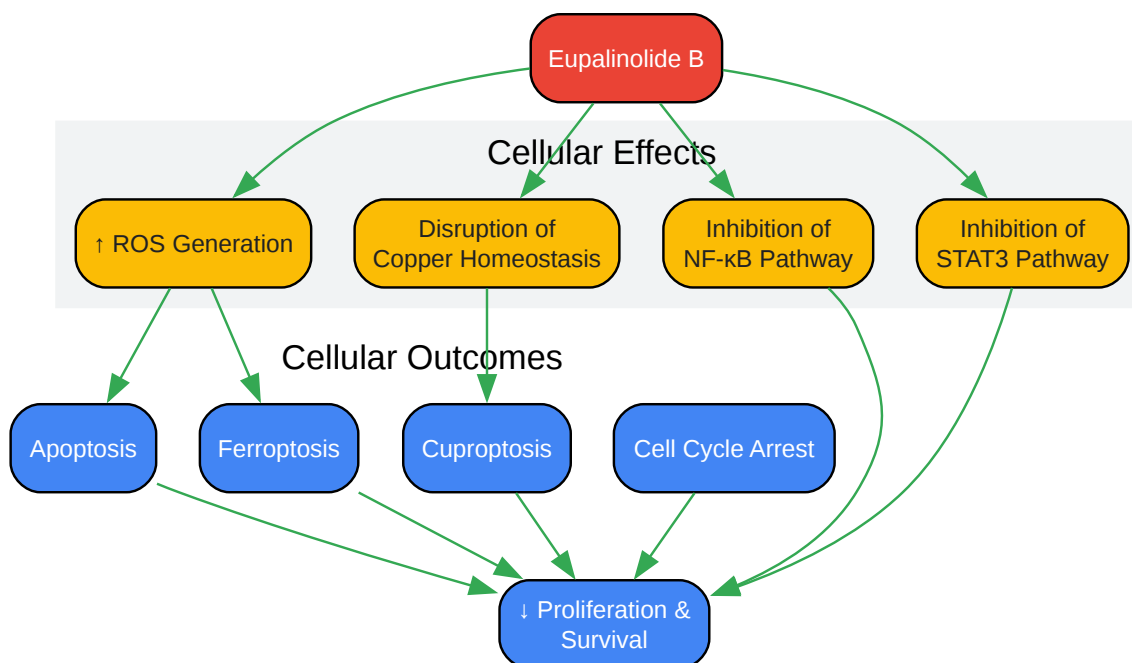 Eupalinolide B
Cellular Effects
↑ ROS Generation
Disruption of
Copper Homeostasis
Inhibition of
NF-κB Pathway
Inhibition of
STAT3 Pathway
Cellular Outcomes
Apoptosis
Ferroptosis
Cuproptosis
Cell Cycle Arrest
↓ Proliferation &
Survival